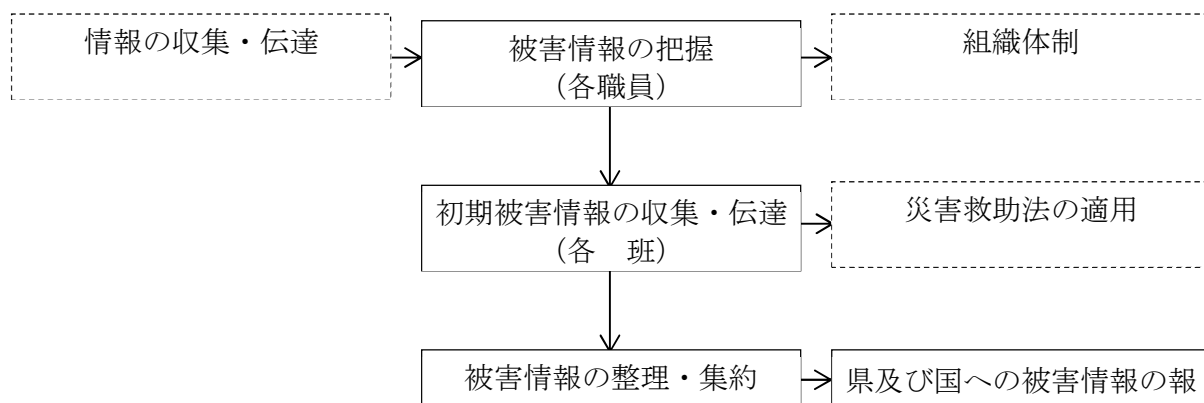 情報の収集・伝達
被害情報の把握
（各職員）
組織体制
初期被害情報の収集・伝達
（各　班）
災害救助法の適用
被害情報の整理・集約
県及び国への被害情報の報